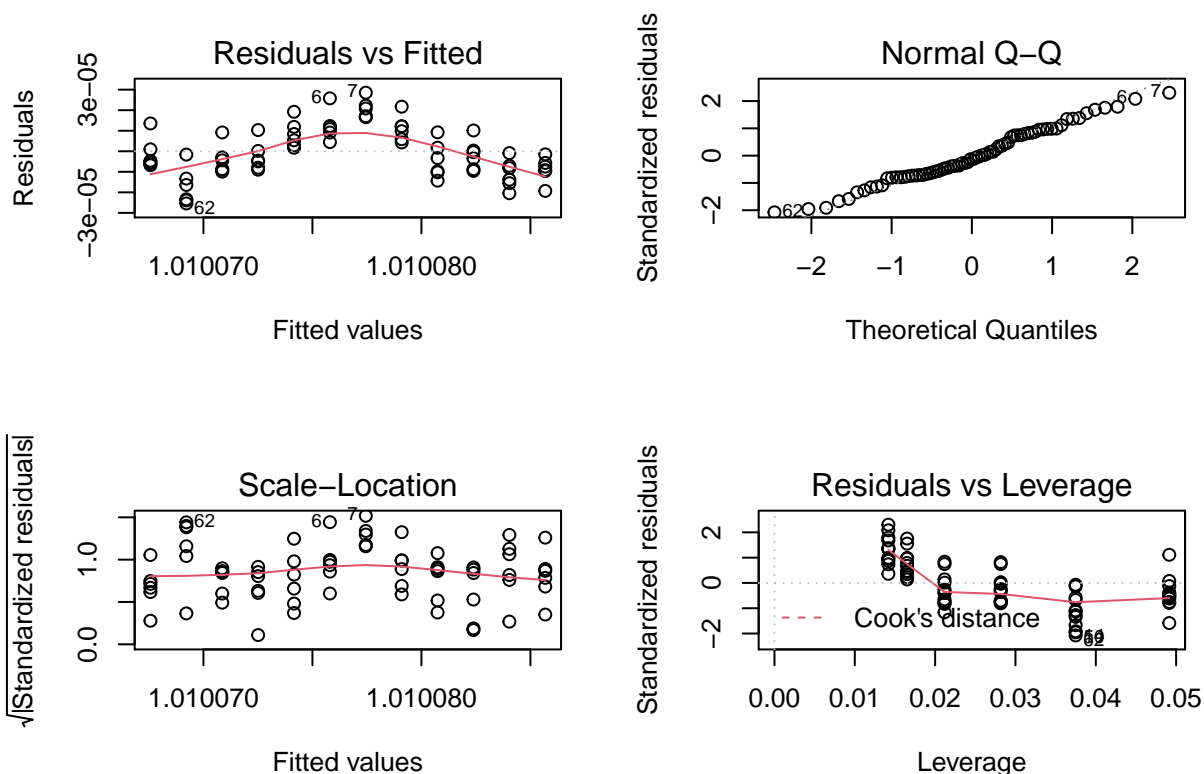 Residuals vs Fitted
Residuals
−3e−05
3e−05
6
7
62
1.010070
1.010080
Fitted values
Normal Q−Q
Standardized residuals
−2
0
2
62
6
7
−2
−1
0
1
2
Theoretical Quantiles
Scale−Location
√|Standardized residuals|
0.0
1.0
62
6
7
1.010070
1.010080
Fitted values
Residuals vs Leverage
Standardized residuals
−2
0
2
Cook's distance
62
0.00
0.01
0.02
0.03
0.04
0.05
Leverage